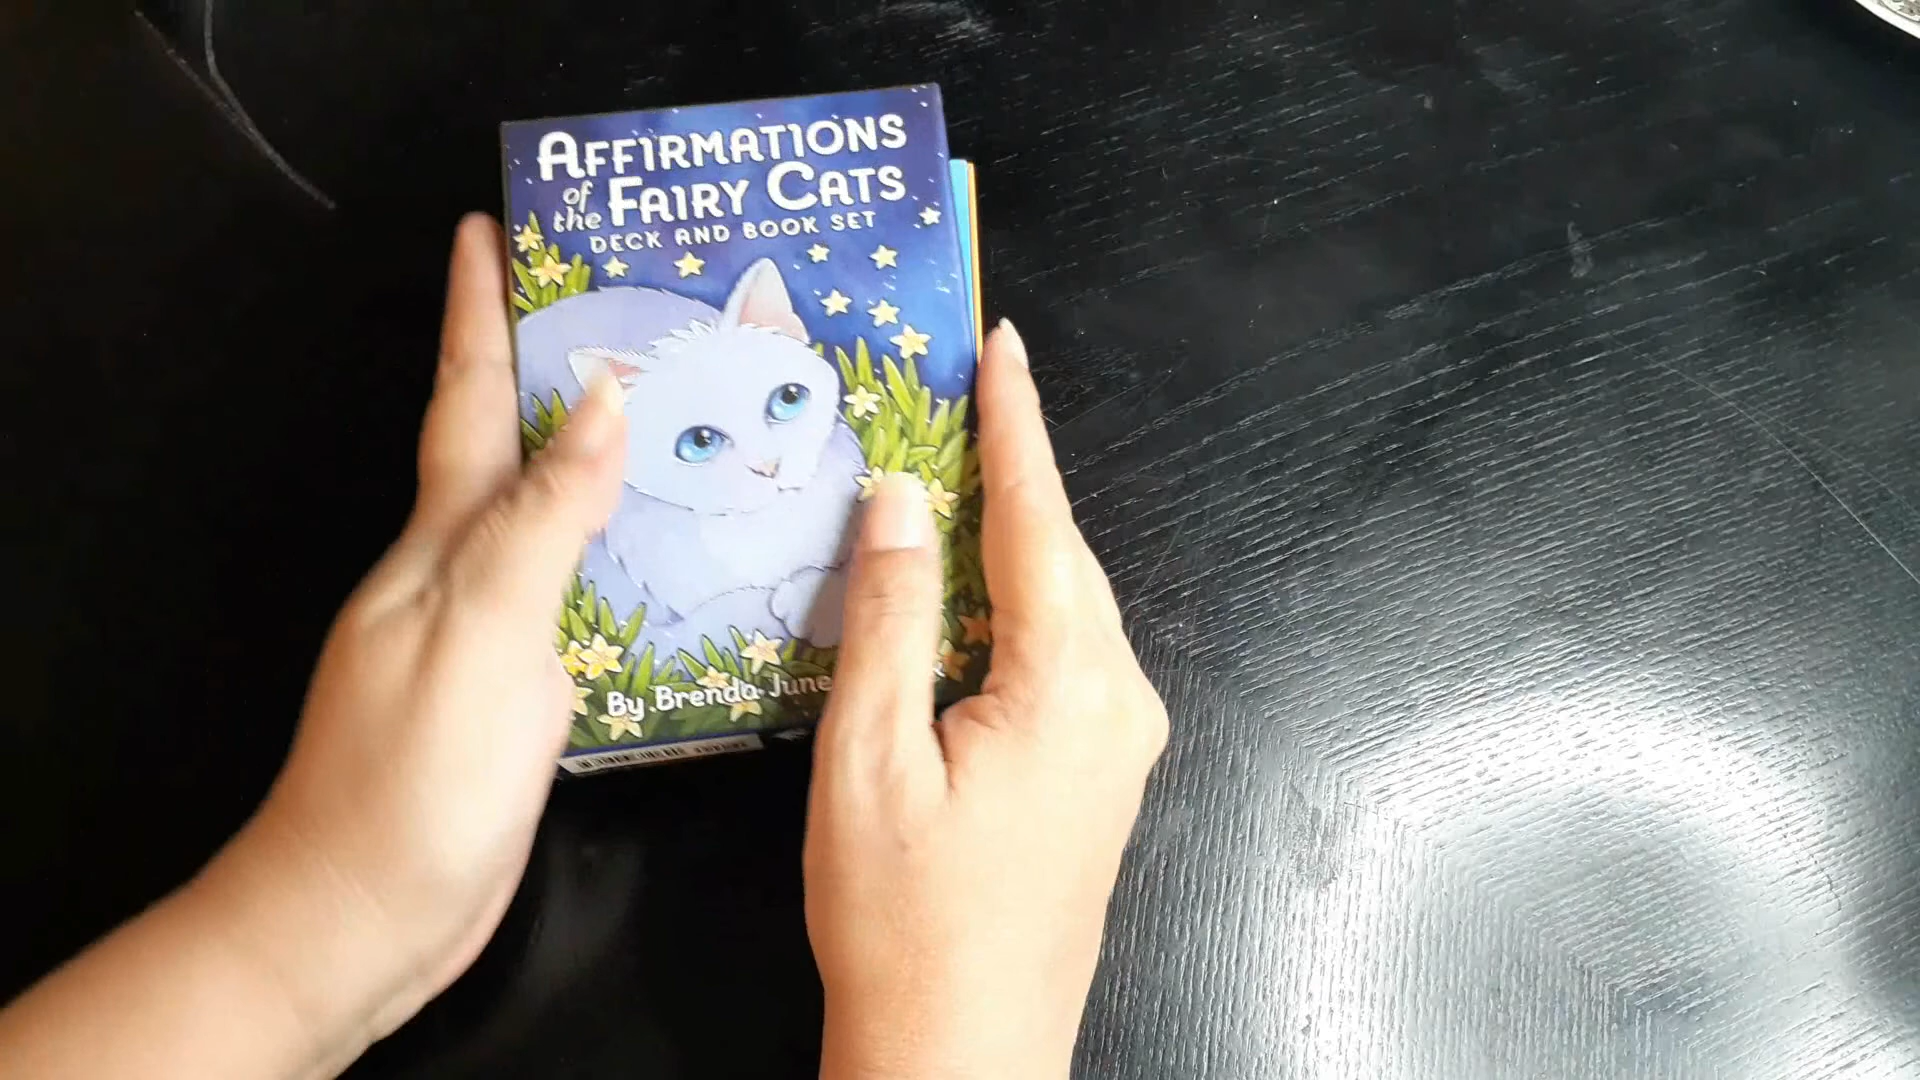 AFFIRMATIONS
of the FAIRY CATS
DECK AND BOOK SET
By Brenda June